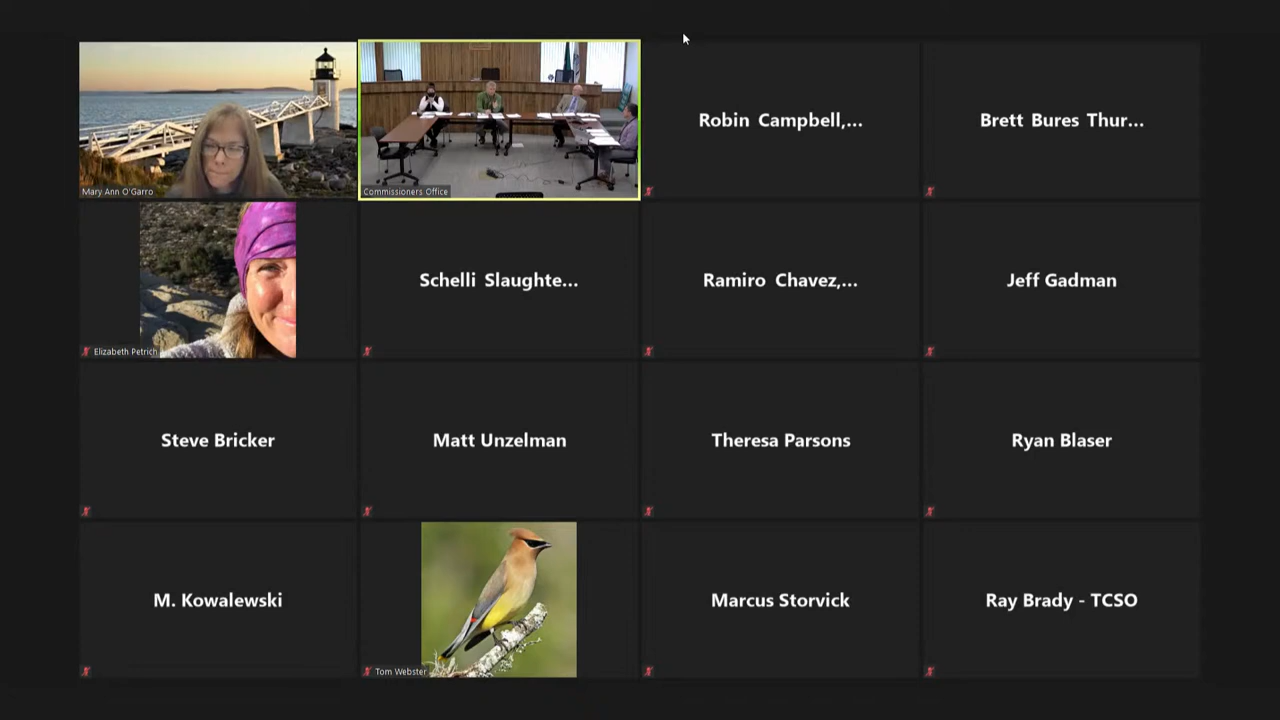 Mary Ann O'Garro
Commissioners Office
Robin Campbell,...
Brett Bures Thur...
Elizabeth Petrich
Schelli Slaughte...
Ramiro Chavez,...
Jeff Gadman
Steve Bricker
Matt Unzelman
Theresa Parsons
Ryan Blaser
M. Kowalewski
Tom Webster
Marcus Storvick
Ray Brady - TCSO